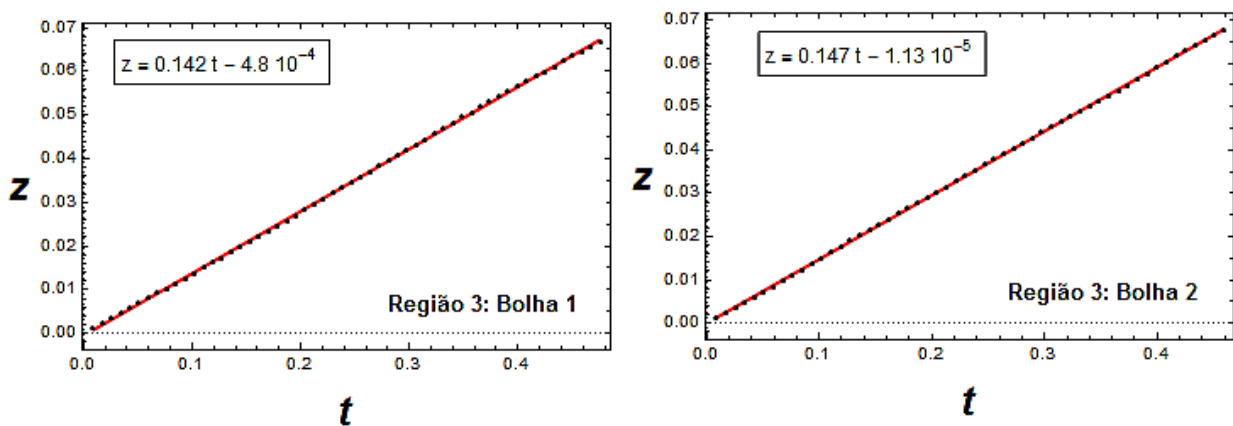 0.07
0.06
0.05
0.04
0.03
0.02
0.01
0.00
z
z = 0.142 t − 4.8 10⁻⁴
Região 3: Bolha 1
0.0 0.1 0.2 0.3 0.4
t
0.07
0.06
0.05
0.04
0.03
0.02
0.01
0.00
z
z = 0.147 t − 1.13 10⁻⁵
Região 3: Bolha 2
0.0 0.1 0.2 0.3 0.4
t